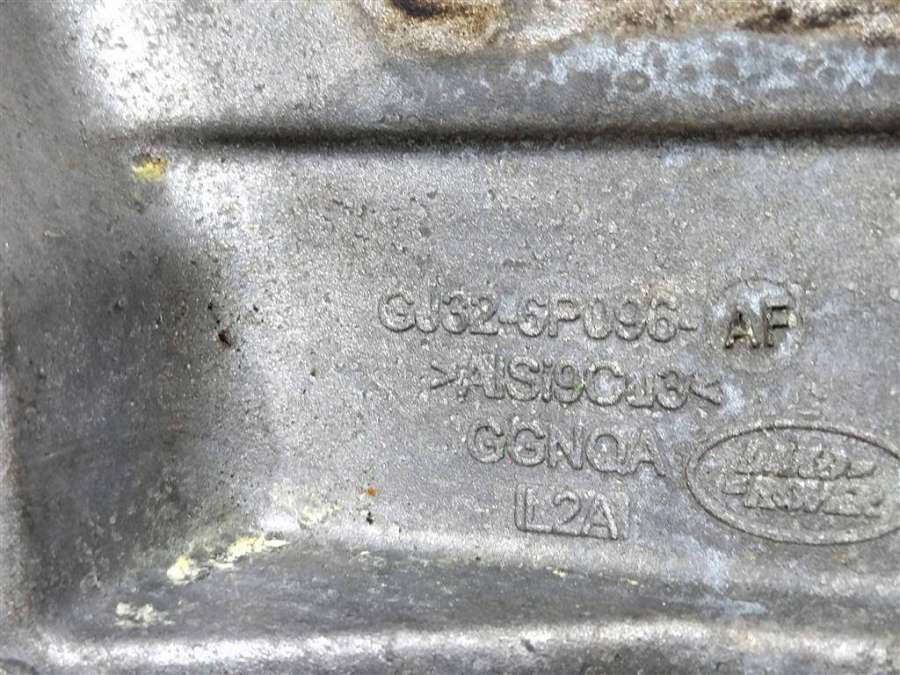 GJ32-6P096-AF
>AlSi9Cu3<
GGNQA
L2A
LAND-
-ROVER